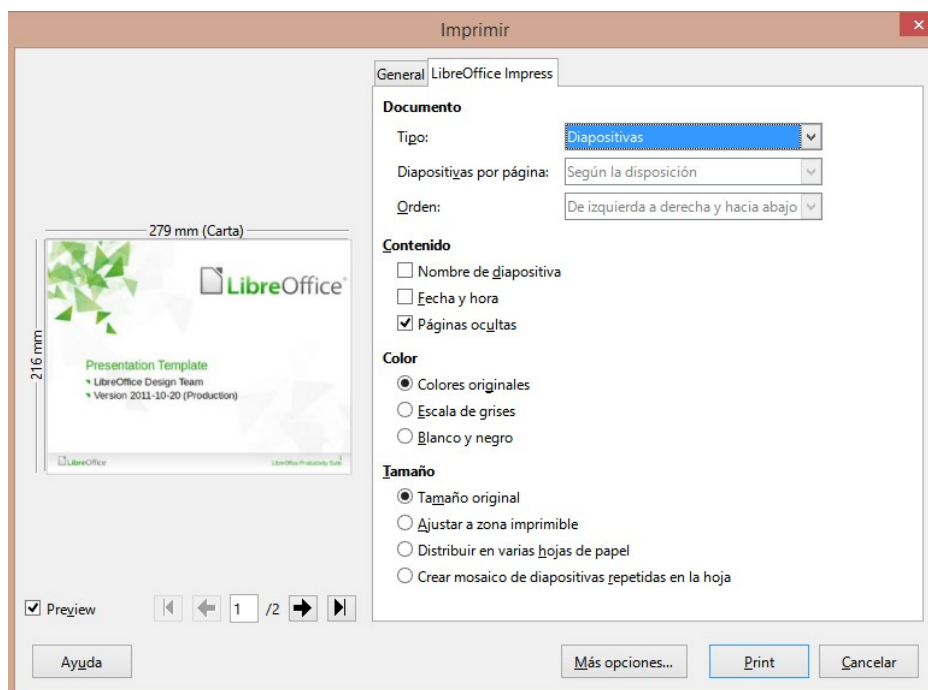 Imprimir
General
LibreOffice Impress
Documento
Tipo:
Diapositivas
Diapositivas por página:
Según la disposición
Orden:
De izquierda a derecha y hacia abajo
Contenido
Nombre de diapositiva
Fecha y hora
Páginas ocultas
Color
Colores originales
Escala de grises
Blanco y negro
Tamaño
Tamaño original
Ajustar a zona imprimible
Distribuir en varias hojas de papel
Crear mosaico de diapositivas repetidas en la hoja
279 mm (Carta)
216 mm
LibreOffice
Presentation Template
LibreOffice Design Team
Version 2011-10-20 (Production)
LibreOffice
LibreOffice Productivity Suite
Preview
1
/2
Ayuda
Más opciones...
Print
Cancelar